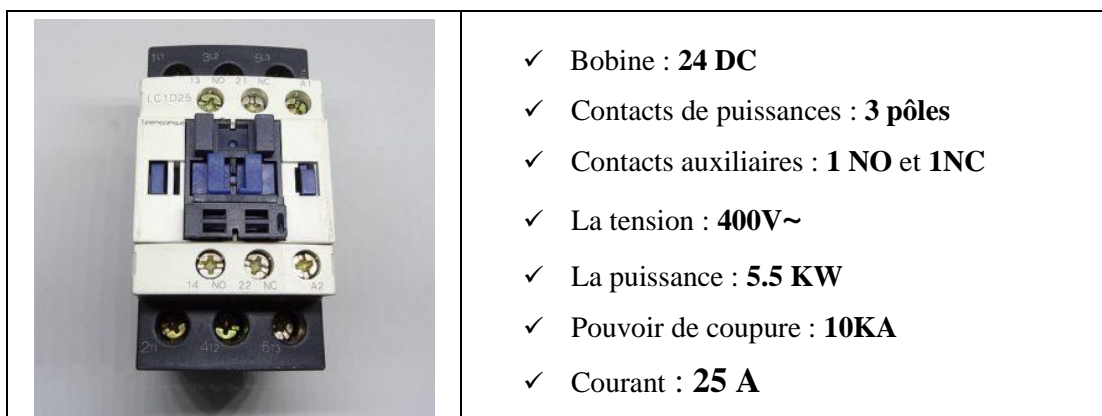 1L1 3L2 5L3
13 NO 21 NC A1
LC1D25
Telemecanique
14 NO 22 NC A2
2T1 4T2 6T3
✓ Bobine : 24 DC
✓ Contacts de puissances : 3 pôles
✓ Contacts auxiliaires : 1 NO et 1NC
✓ La tension : 400V~
✓ La puissance : 5.5 KW
✓ Pouvoir de coupure : 10KA
✓ Courant : 25 A